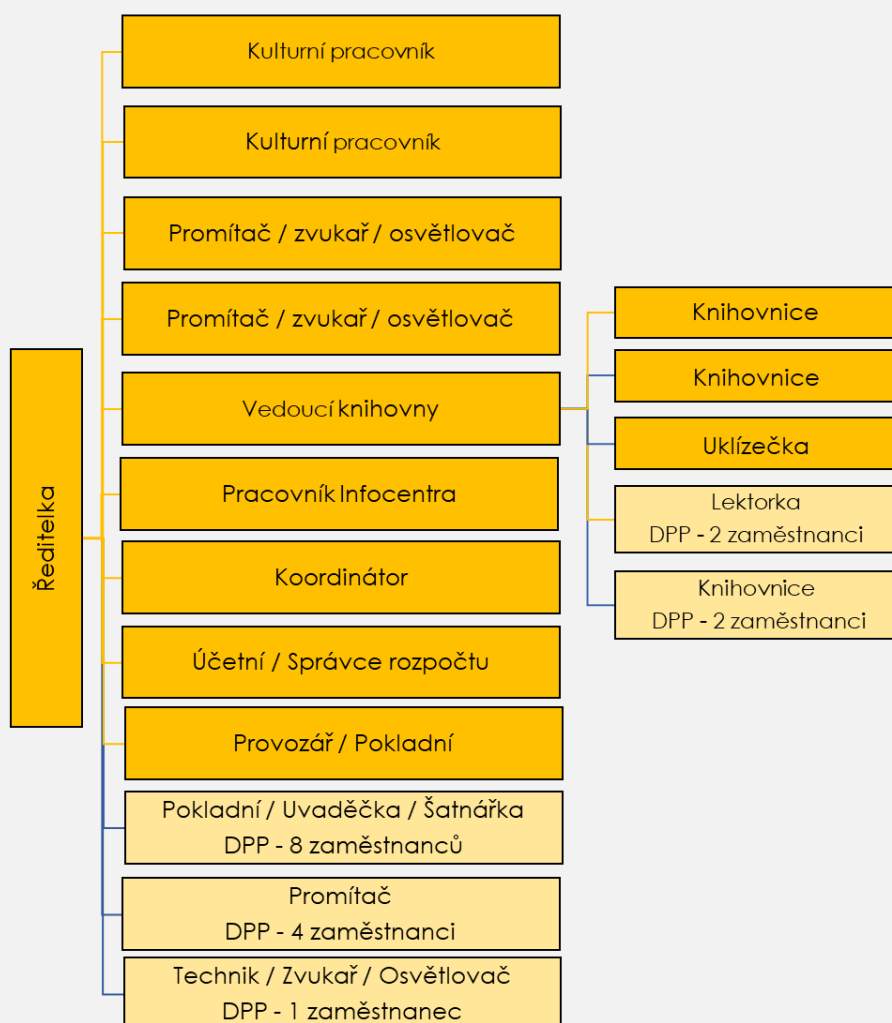 Ředitelka
Kulturní pracovník
Kulturní pracovník
Promítač / zvukař / osvětlovač
Promítač / zvukař / osvětlovač
Vedoucí knihovny
Pracovník Infocentra
Koordinátor
Účetní / Správce rozpočtu
Provozář / Pokladní
Pokladní / Uvaděčka / Šatnářka
DPP - 8 zaměstnanců
Promítač
DPP - 4 zaměstnanci
Technik / Zvukař / Osvětlovač
DPP - 1 zaměstnanec
Knihovnice
Knihovnice
Uklízečka
Lektorka
DPP - 2 zaměstnanci
Knihovnice
DPP - 2 zaměstnanci